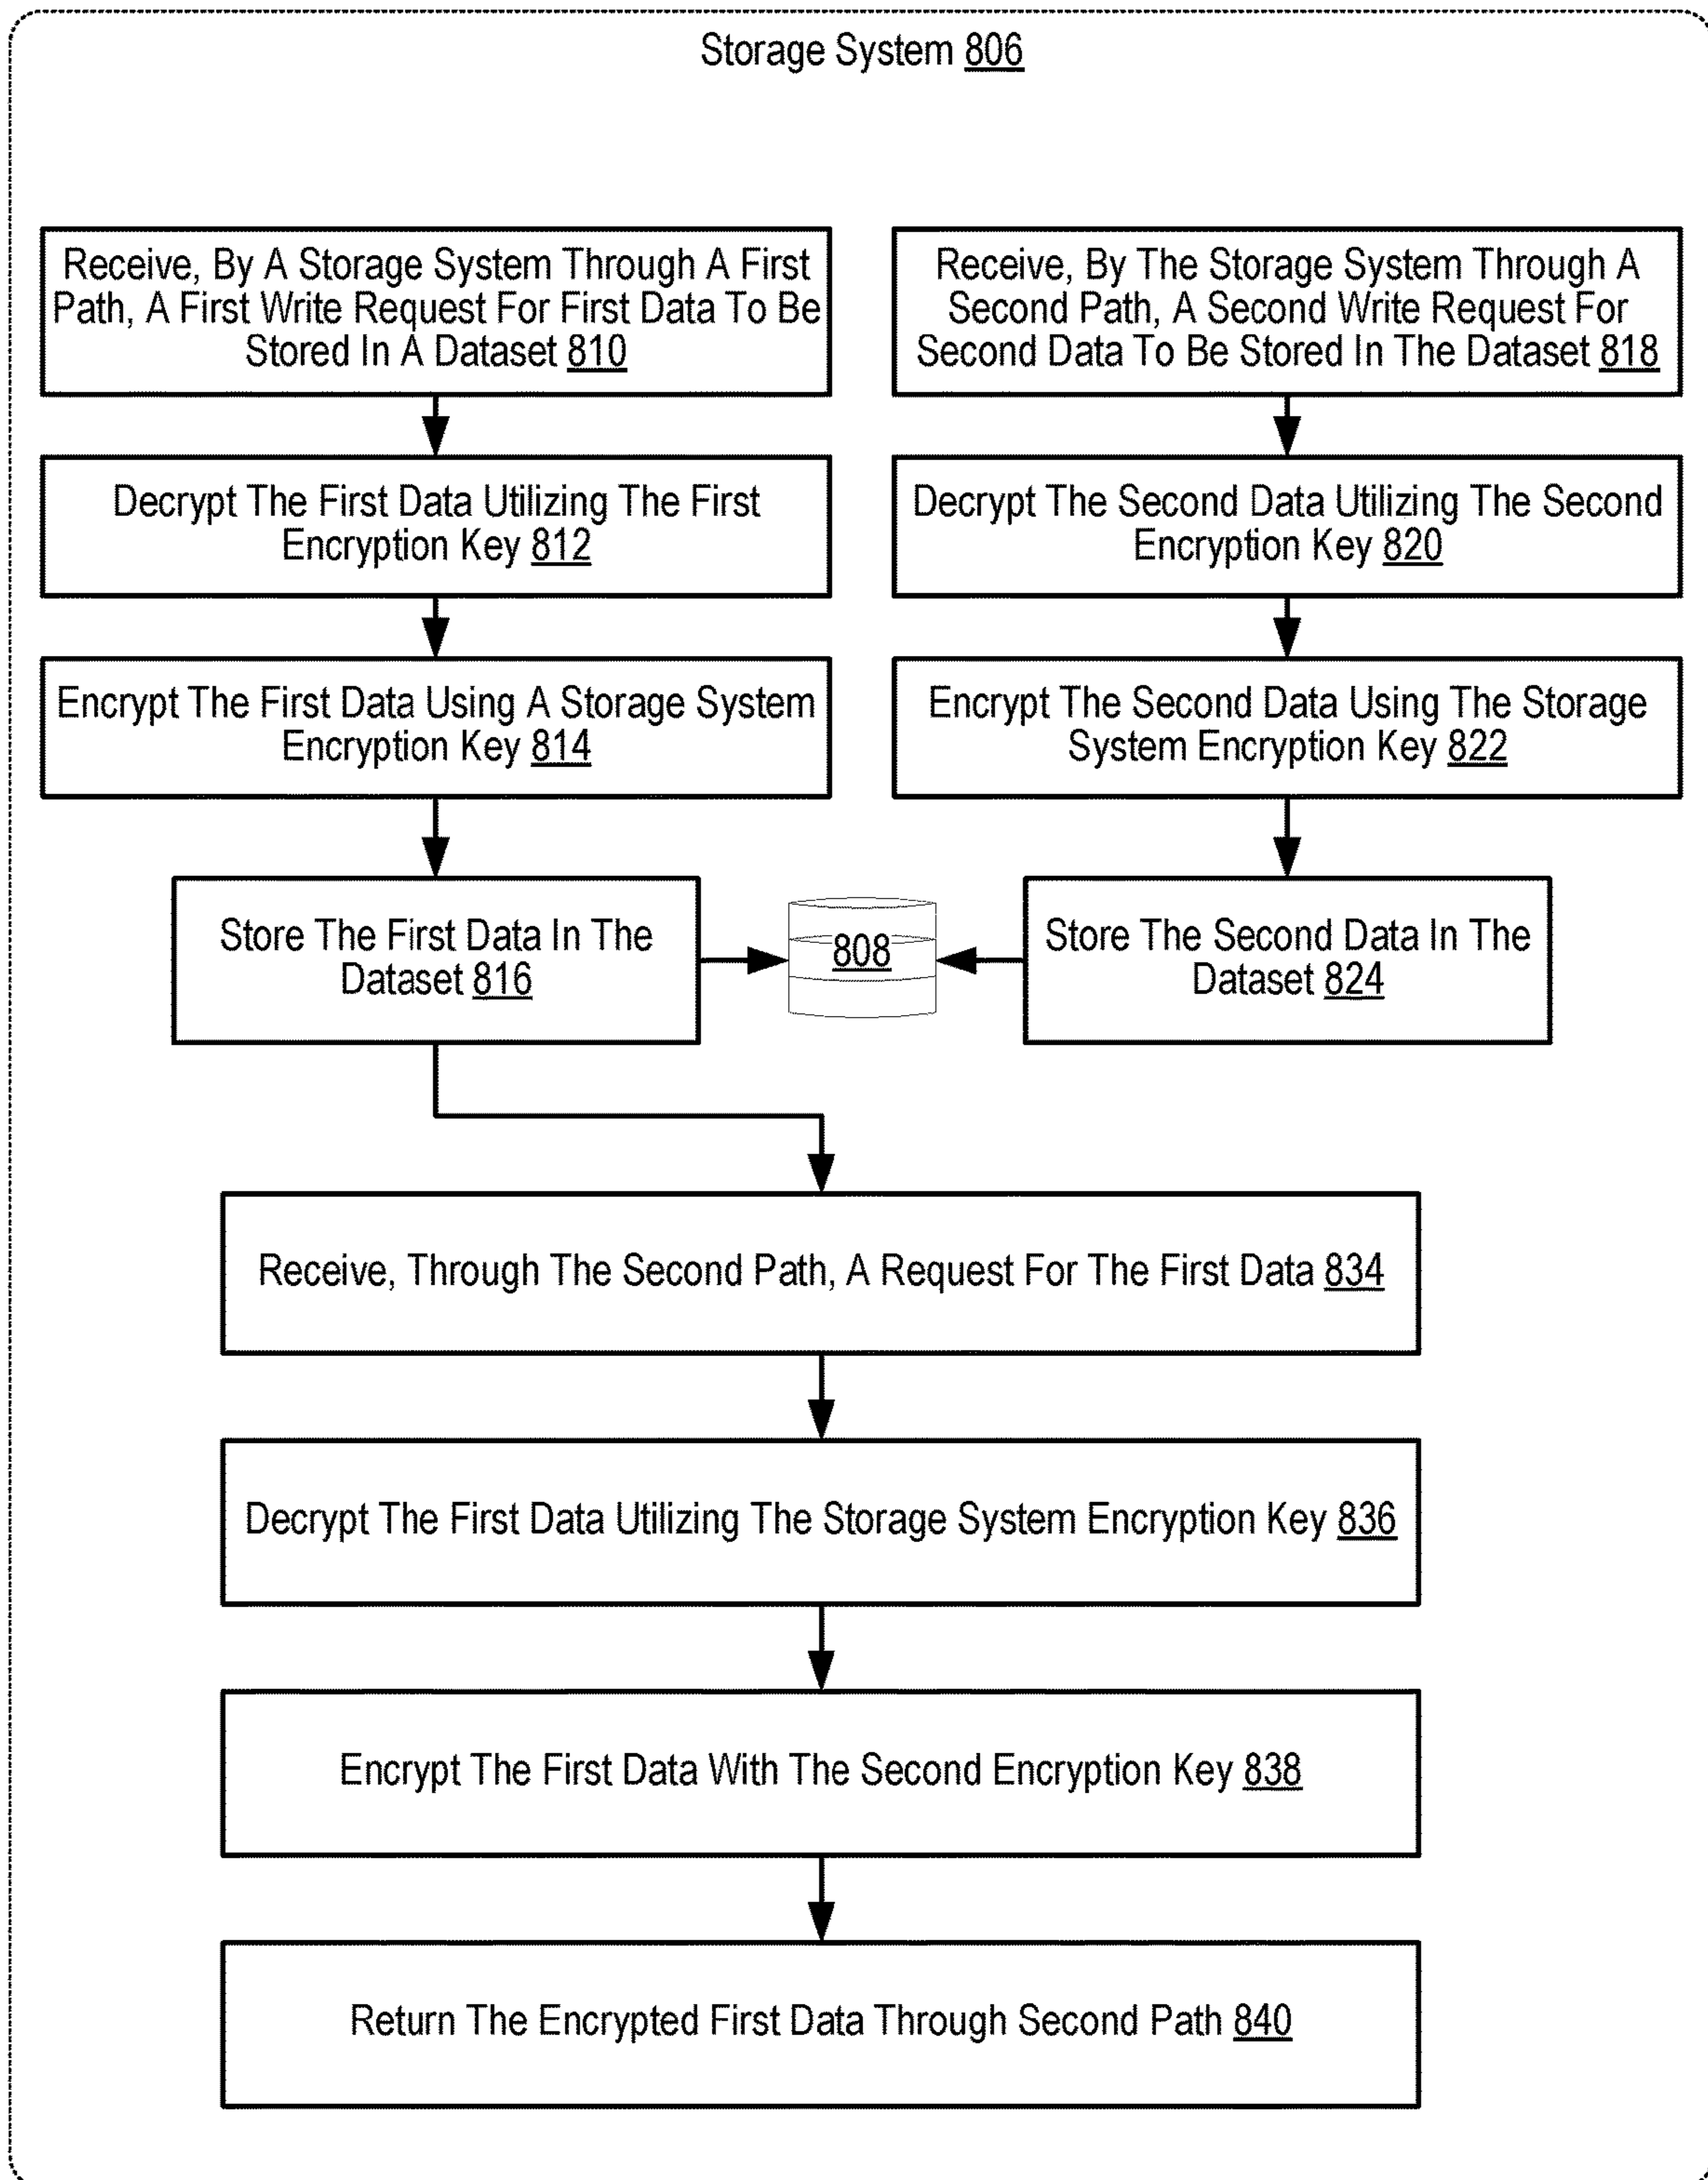 Storage System 806
Receive, By A Storage System Through A First
Path, A First Write Request For First Data To Be
Stored In A Dataset 810
Receive, By The Storage System Through A
Second Path, A Second Write Request For
Second Data To Be Stored In The Dataset 818
Decrypt The First Data Utilizing The First
Encryption Key 812
Decrypt The Second Data Utilizing The Second
Encryption Key 820
Encrypt The First Data Using A Storage System
Encryption Key 814
Encrypt The Second Data Using The Storage
System Encryption Key 822
Store The First Data In The
Dataset 816
808
Store The Second Data In The
Dataset 824
Receive, Through The Second Path, A Request For The First Data 834
Decrypt The First Data Utilizing The Storage System Encryption Key 836
Encrypt The First Data With The Second Encryption Key 838
Return The Encrypted First Data Through Second Path 840